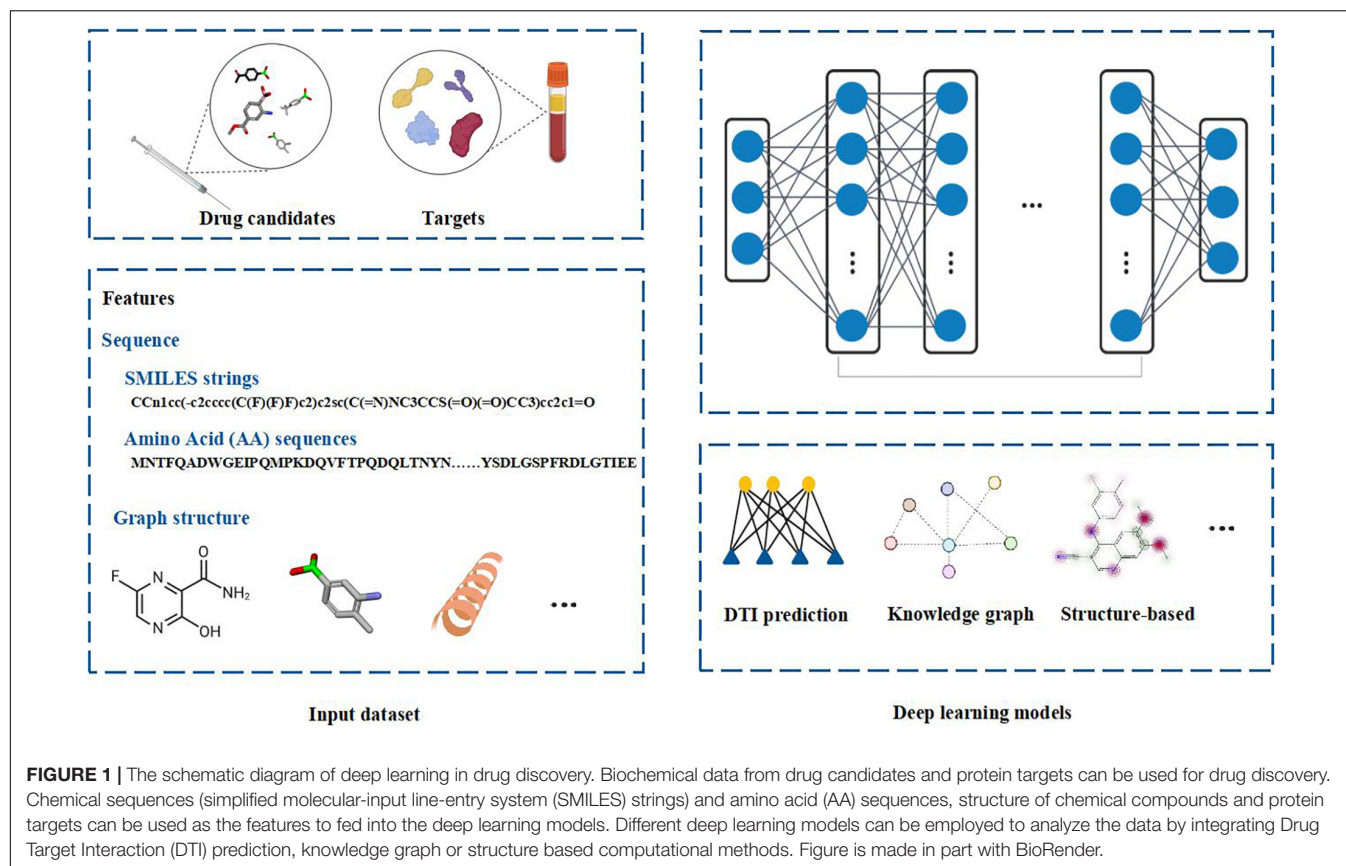 Drug candidates
Targets
Features
Sequence
SMILES strings
CCn1cc(-c2cccc(C(F)(F)F)c2)c2sc(C(=N)NC3CCS(=O)(=O)CC3)cc2c1=O
Amino Acid (AA) sequences
MNTFQADWGEIPQMPKDQVFTPQDQLTNYN......YSDLGSPFRDLGTIEE
Graph structure
O
F
N
NH₂
N
OH
...
Input dataset
...
DTI prediction
Knowledge graph
Structure-based
...
Deep learning models
FIGURE 1 | The schematic diagram of deep learning in drug discovery. Biochemical data from drug candidates and protein targets can be used for drug discovery.
Chemical sequences (simplified molecular-input line-entry system (SMILES) strings) and amino acid (AA) sequences, structure of chemical compounds and protein
targets can be used as the features to fed into the deep learning models. Different deep learning models can be employed to analyze the data by integrating Drug
Target Interaction (DTI) prediction, knowledge graph or structure based computational methods. Figure is made in part with BioRender.